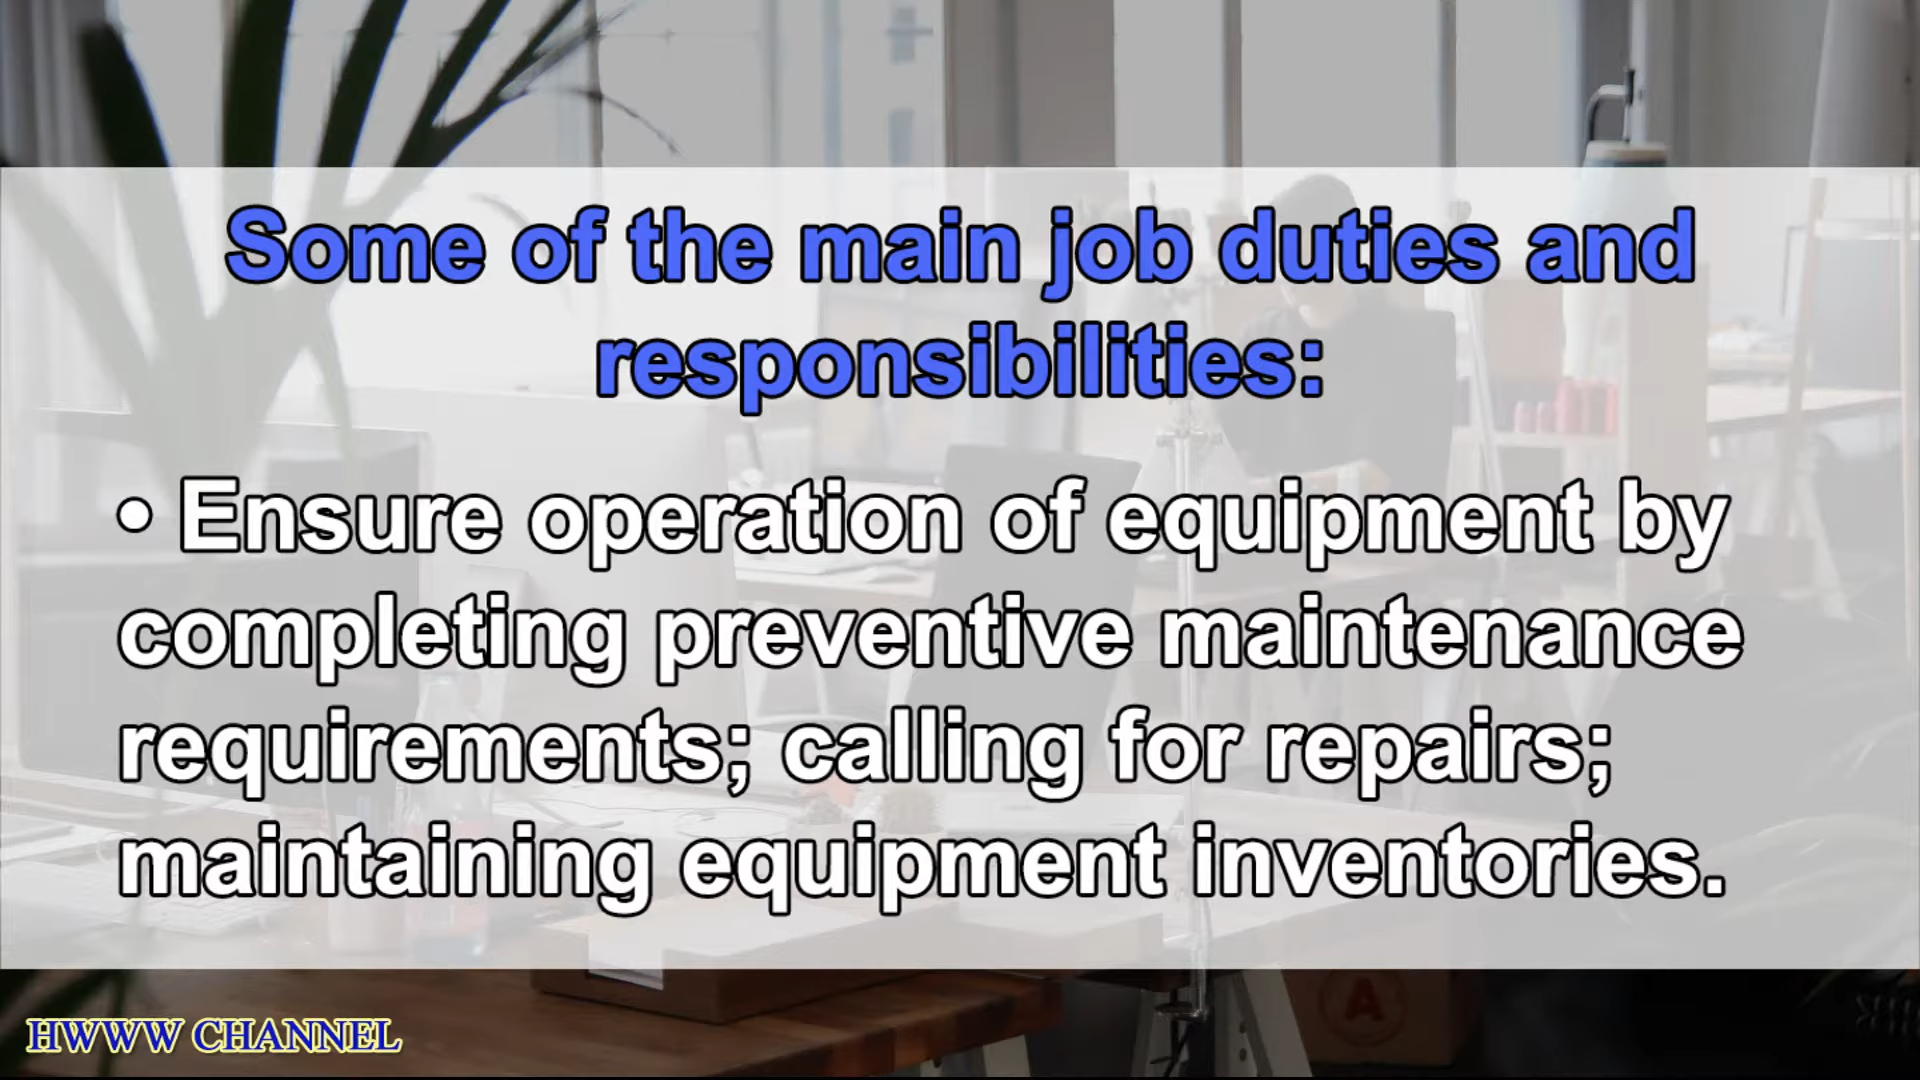 Some of the main job duties and
responsibilities:
• Ensure operation of equipment by
completing preventive maintenance
requirements; calling for repairs;
maintaining equipment inventories.
A
HWWW CHANNEL